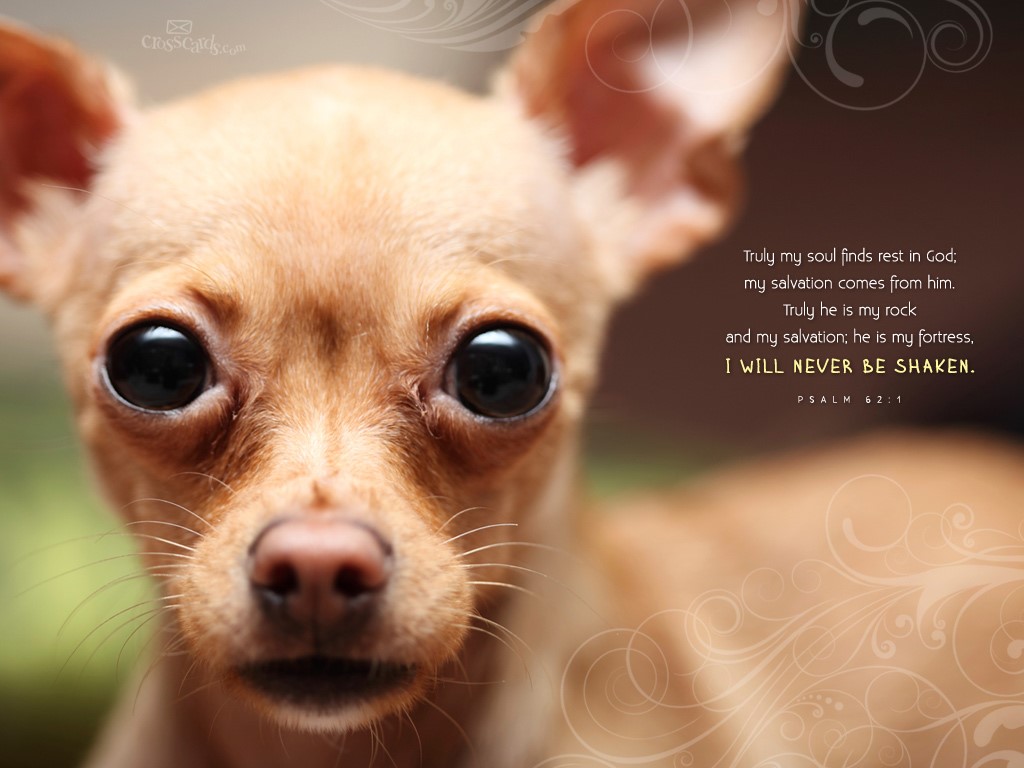 crosscards.com
Truly my soul finds rest in God;
my salvation comes from him.
Truly he is my rock
and my salvation; he is my fortress,
I WILL NEVER BE SHAKEN.
PSALM 62:1